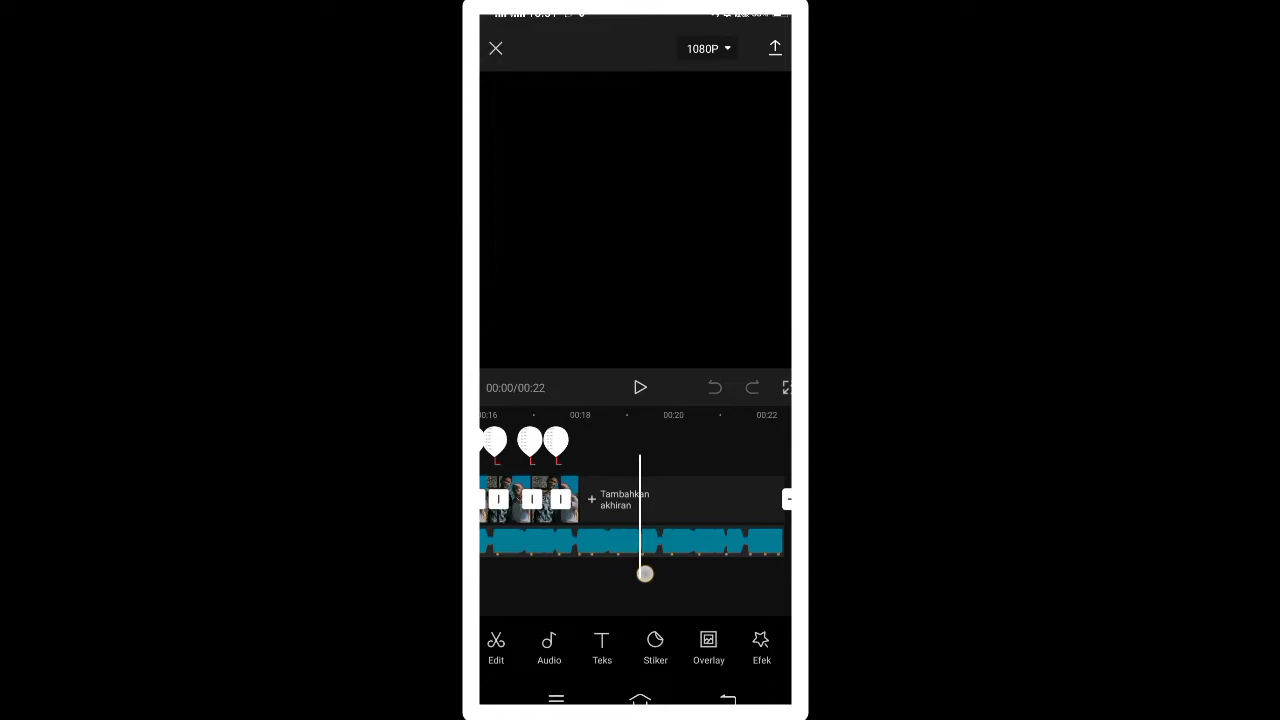 1080P
00:00/00:22
00:18
00:20
00:22
Tambahkan
akhiran
Edit
Audio
Teks
Stiker
Overlay
Efek